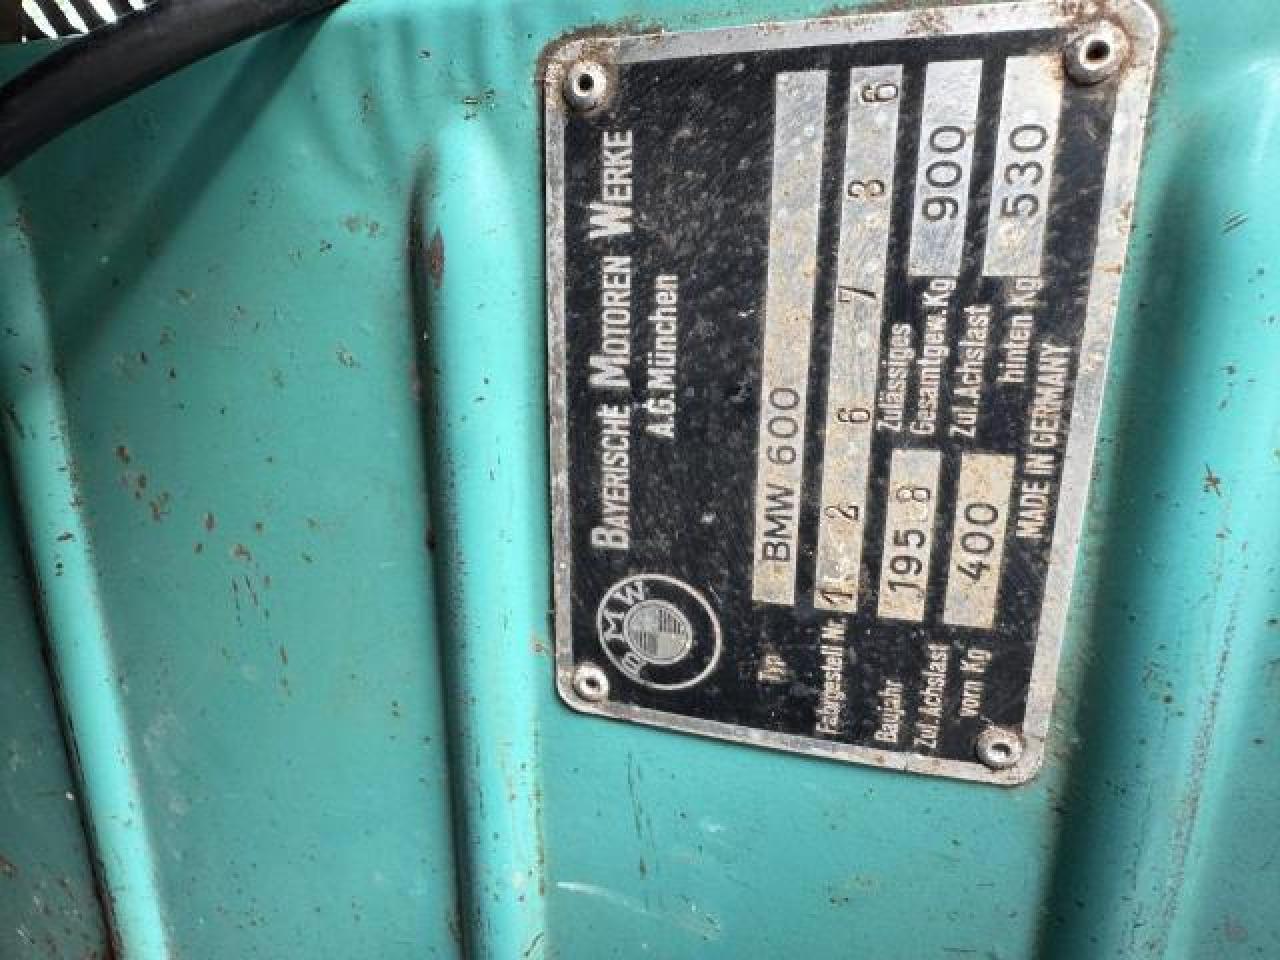 BMW
BAYERISCHE MOTOREN WERKE
A.G. München
Typ BMW 600
Fahrgestell Nr. 1 2 6 7 3 6
Baujahr 195 8 Zulässiges Gesamtgew. Kg 900
Zul. Achslast vorn Kg 400 Zul. Achslast hinten Kg 530
MADE IN GERMANY